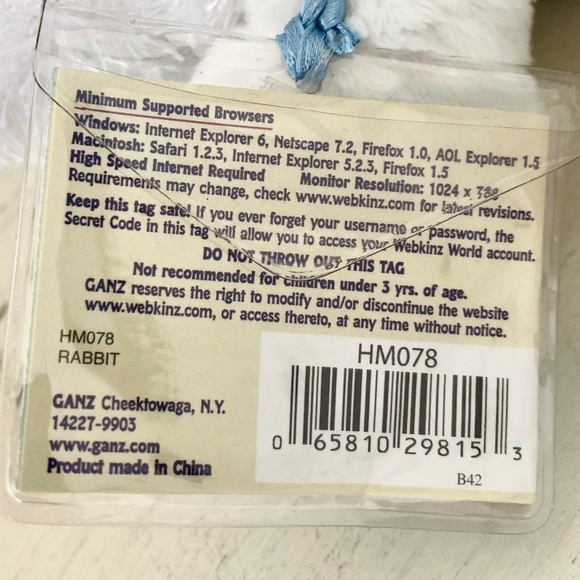 Minimum Supported Browsers
Windows: Internet Explorer 6, Netscape 7.2, Firefox 1.0, AOL Explorer 1.5
Macintosh: Safari 1.2.3, Internet Explorer 5.2.3, Firefox 1.5
High Speed Internet Required Monitor Resolution: 1024 x 768
Requirements may change, check www.webkinz.com for latest revisions.
Keep this tag safe! If you ever forget your username or password, the
Secret Code in this tag will allow you to access your Webkinz World account.
DO NOT THROW OUT THIS TAG
Not recommended for children under 3 yrs. of age.
GANZ reserves the right to modify and/or discontinue the website
www.webkinz.com, or access thereto, at any time without notice.
HM078
RABBIT
GANZ Cheektowaga, N.Y.
14227-9903
www.ganz.com
Product made in China
HM078
0 65810 29815 3
B42